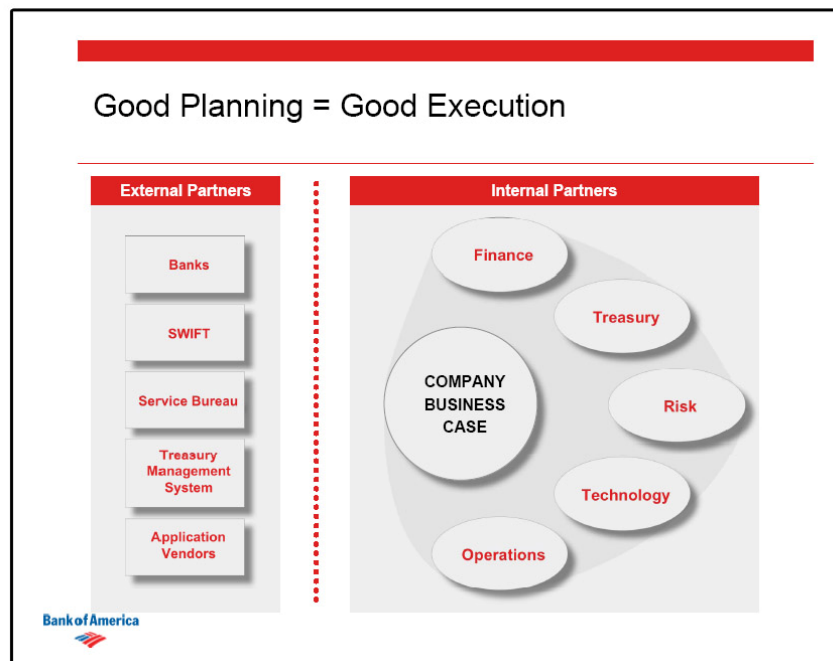 Good Planning = Good Execution
External Partners
Banks
SWIFT
Service Bureau
Treasury
Management
System
Application
Vendors
Internal Partners
Finance
Treasury
COMPANY
BUSINESS
CASE
Risk
Technology
Operations
Bank of America